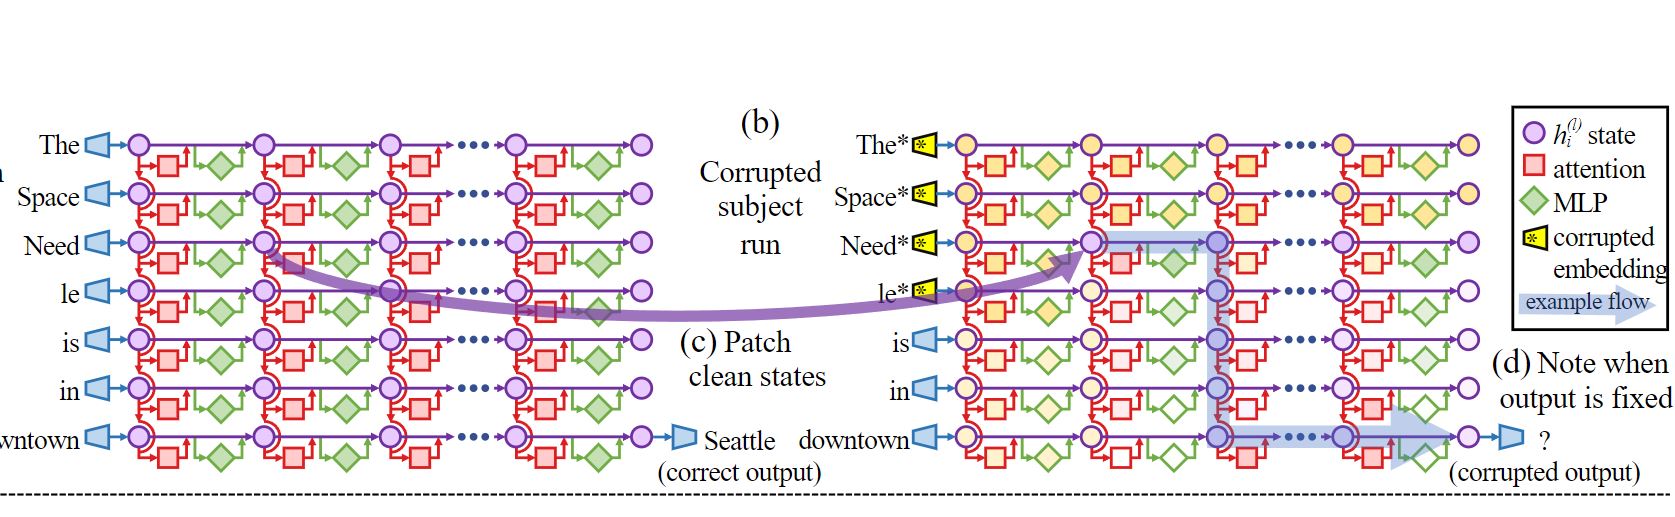 The
Space
Need
le
is
in
wntown
Seattle
(correct output)
(b)
Corrupted
subject
run
(c) Patch
clean states
The*
Space*
Need*
le*
is
in
downtown
?
(corrupted output)
(d) Note when
output is fixed
h_i^(l) state
attention
MLP
* corrupted
embedding
example flow